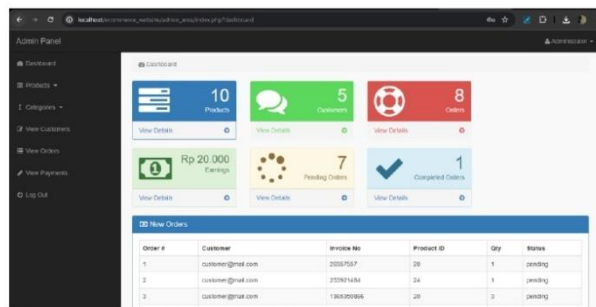 localhost/ecommerce_website/admin_area/index.php?dashboard
Admin Panel
Administrator
Dashboard
Products
Categories
View Customers
View Orders
View Payments
Log Out
Dashboard
10
Products
View Details
5
Customers
View Details
8
Orders
View Details
Rp 20.000
Earnings
View Details
7
Pending Orders
View Details
1
Completed Orders
View Details
New Orders
Order # Customer Invoice No Product ID Qty Status
1 customer@mail.com 1 pending
2 customer@mail.com 1 pending
3 customer@mail.com 3 pending